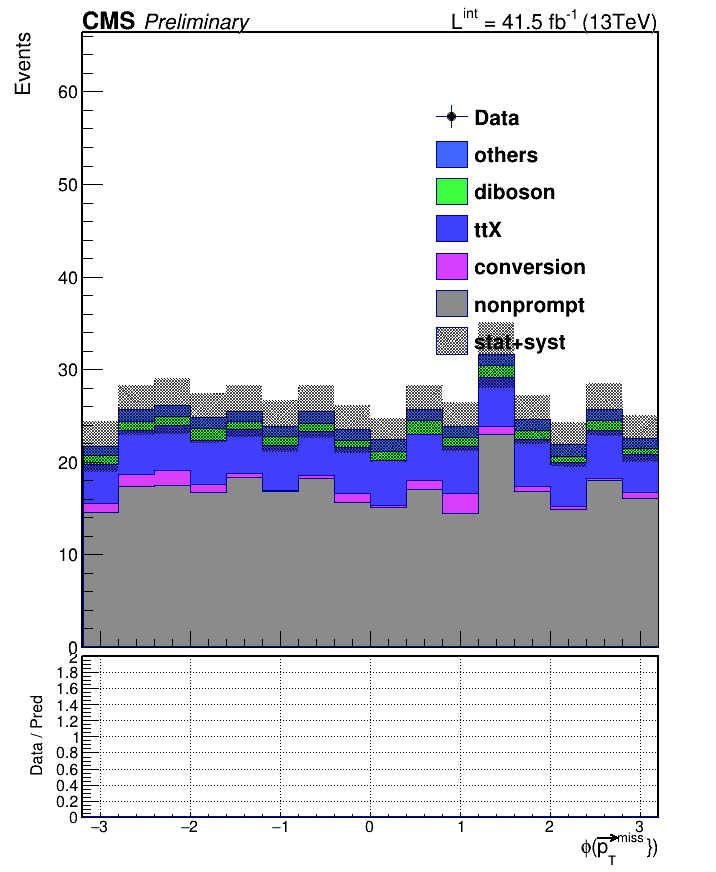 CMS Preliminary
L^int = 41.5 fb^-1 (13TeV)
Events
60
50
40
30
20
10
0
Data
others
diboson
ttX
conversion
nonprompt
stat+syst
Data / Pred
2
1.8
1.6
1.4
1.2
1
0.8
0.6
0.4
0.2
0
−3 −2 −1 0 1 2 3
ϕ(p⃗_T^miss})